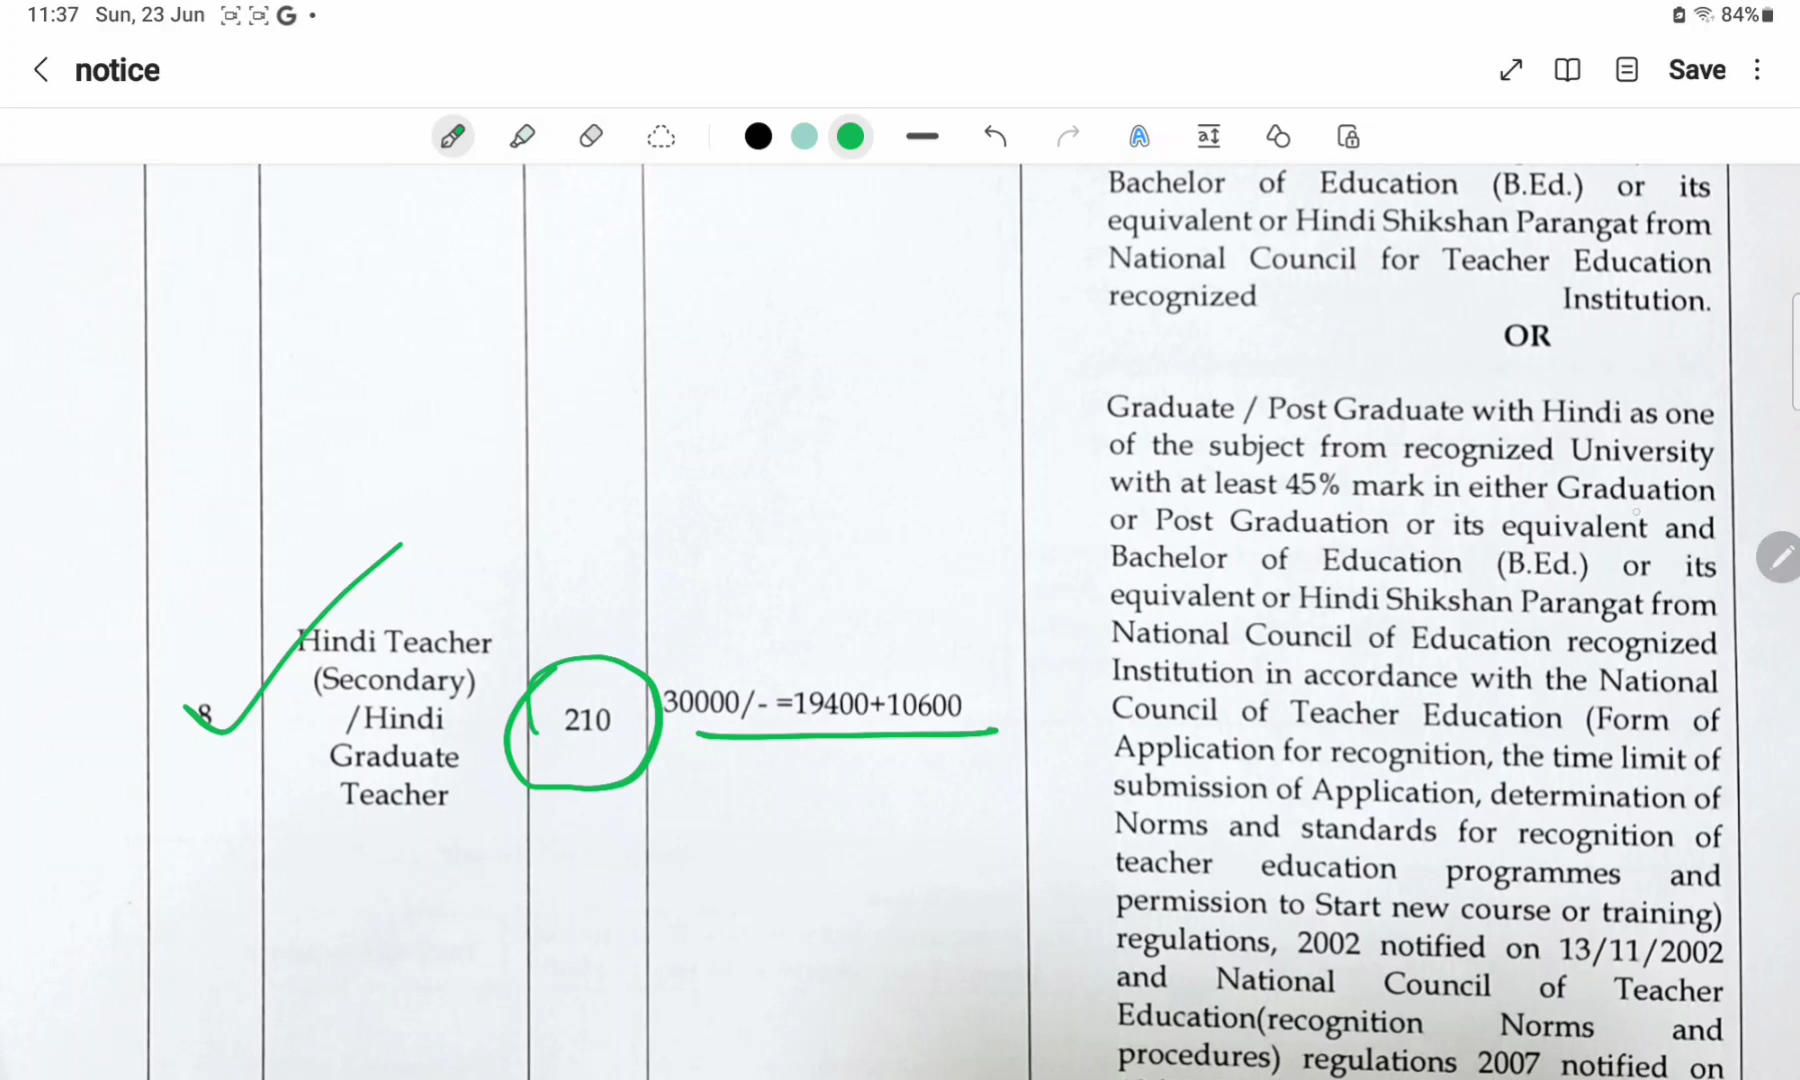 11:37 Sun, 23 Jun G
84%
notice
Save
A
a
Bachelor of Education (B.Ed.) or its
equivalent or Hindi Shikshan Parangat from
National Council for Teacher Education
recognized Institution.
OR
Graduate / Post Graduate with Hindi as one
of the subject from recognized University
with at least 45% mark in either Graduation
or Post Graduation or its equivalent and
Bachelor of Education (B.Ed.) or its
equivalent or Hindi Shikshan Parangat from
National Council of Education recognized
Institution in accordance with the National
Council of Teacher Education (Form of
Application for recognition, the time limit of
submission of Application, determination of
Norms and standards for recognition of
teacher education programmes and
permission to Start new course or training)
regulations, 2002 notified on 13/11/2002
and National Council of Teacher
Education(recognition Norms and
procedures) regulations 2007 notified on
8
Hindi Teacher
(Secondary)
/Hindi
Graduate
Teacher
210
30000/- =19400+10600